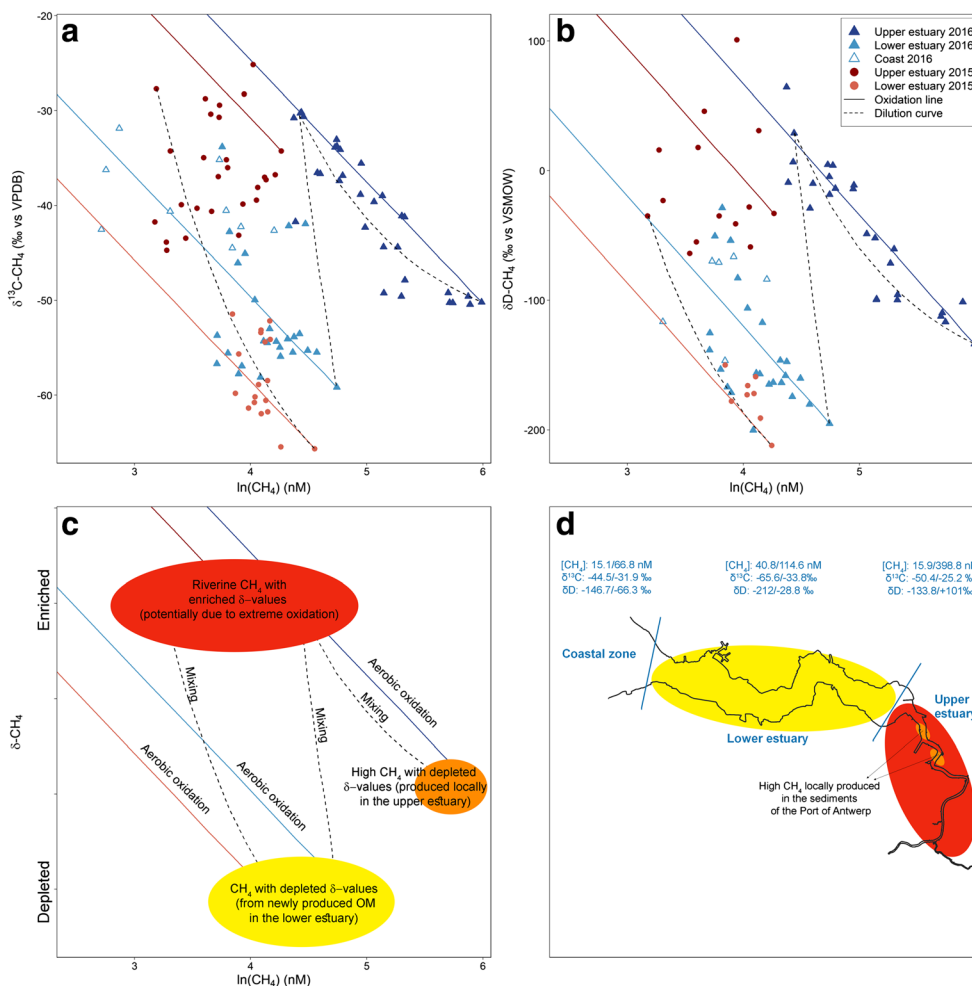 a
-20
-30
-40
-50
-60
δ¹³C-CH₄ (‰ vs VPDB)
3
4
5
6
ln(CH₄) (nM)
b
100
0
-100
-200
δD-CH₄ (‰ vs VSMOW)
3
4
5
ln(CH₄) (nM)
Upper estuary 2016
Lower estuary 2016
Coast 2016
Upper estuary 2015
Lower estuary 2015
Oxidation line
Dilution curve
c
Enriched
δ-CH₄
Depleted
Riverine CH₄ with
enriched δ−values
(potentially due to extreme oxidation)
Mixing
Mixing
Mixing
Aerobic oxidation
Aerobic oxidation
Aerobic oxidation
High CH₄ with depleted
δ−values (produced locally
in the upper estuary)
CH₄ with depleted δ−values
(from newly produced OM
in the lower estuary)
3
4
5
6
ln(CH₄) (nM)
d
[CH₄]: 15.1/66.8 nM
δ¹³C: -44.5/-31.9 ‰
δD: -146.7/-66.3 ‰
[CH₄]: 40.8/114.6 nM
δ¹³C: -65.6/-33.8‰
δD: -212/-28.8 ‰
[CH₄]: 15.9/398.8 nM
δ¹³C: -50.4/-25.2 ‰
δD: -133.8/+101‰
Coastal zone
Lower estuary
Upper
estuary
High CH₄ locally produced
in the sediments
of the Port of Antwerp